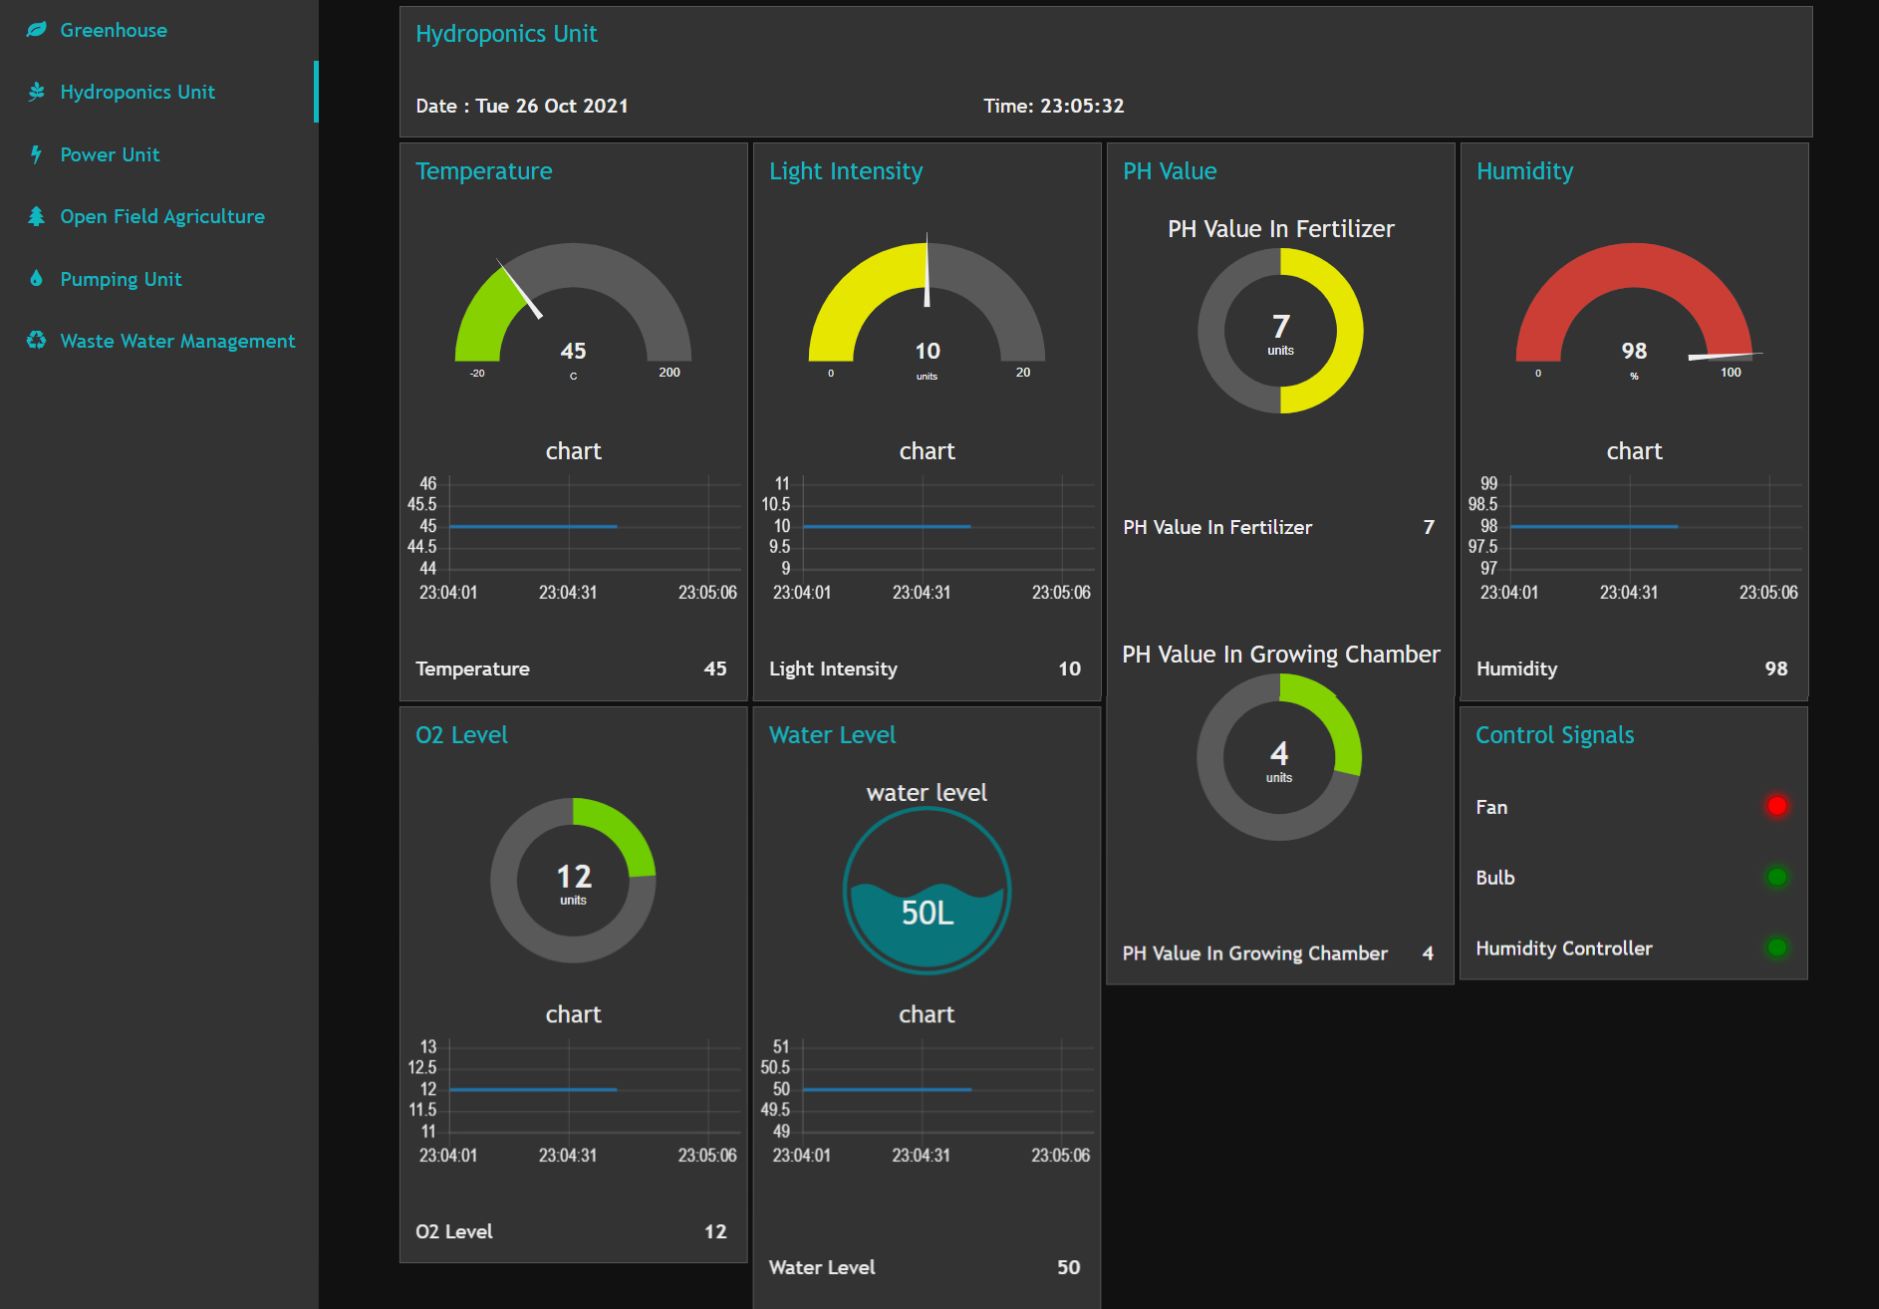 Greenhouse
Hydroponics Unit
Power Unit
Open Field Agriculture
Pumping Unit
Waste Water Management
Hydroponics Unit
Date : Tue 26 Oct 2021
Time: 23:05:32
Temperature
45
-20
C
200
chart
46
45.5
45
44.5
44
23:04:01 23:04:31 23:05:06
Temperature 45
Light Intensity
10
0
units
20
chart
11
10.5
10
9.5
9
23:04:01 23:04:31 23:05:06
Light Intensity 10
PH Value
PH Value In Fertilizer
7
units
PH Value In Fertilizer 7
PH Value In Growing Chamber
4
units
PH Value In Growing Chamber 4
Humidity
98
0
%
100
chart
99
98.5
98
97.5
97
23:04:01 23:04:31 23:05:06
Humidity 98
O2 Level
12
units
chart
13
12.5
12
11.5
11
23:04:01 23:04:31 23:05:06
O2 Level 12
Water Level
water level
50L
chart
51
50.5
50
49.5
49
23:04:01 23:04:31 23:05:06
Water Level 50
Control Signals
Fan
Bulb
Humidity Controller